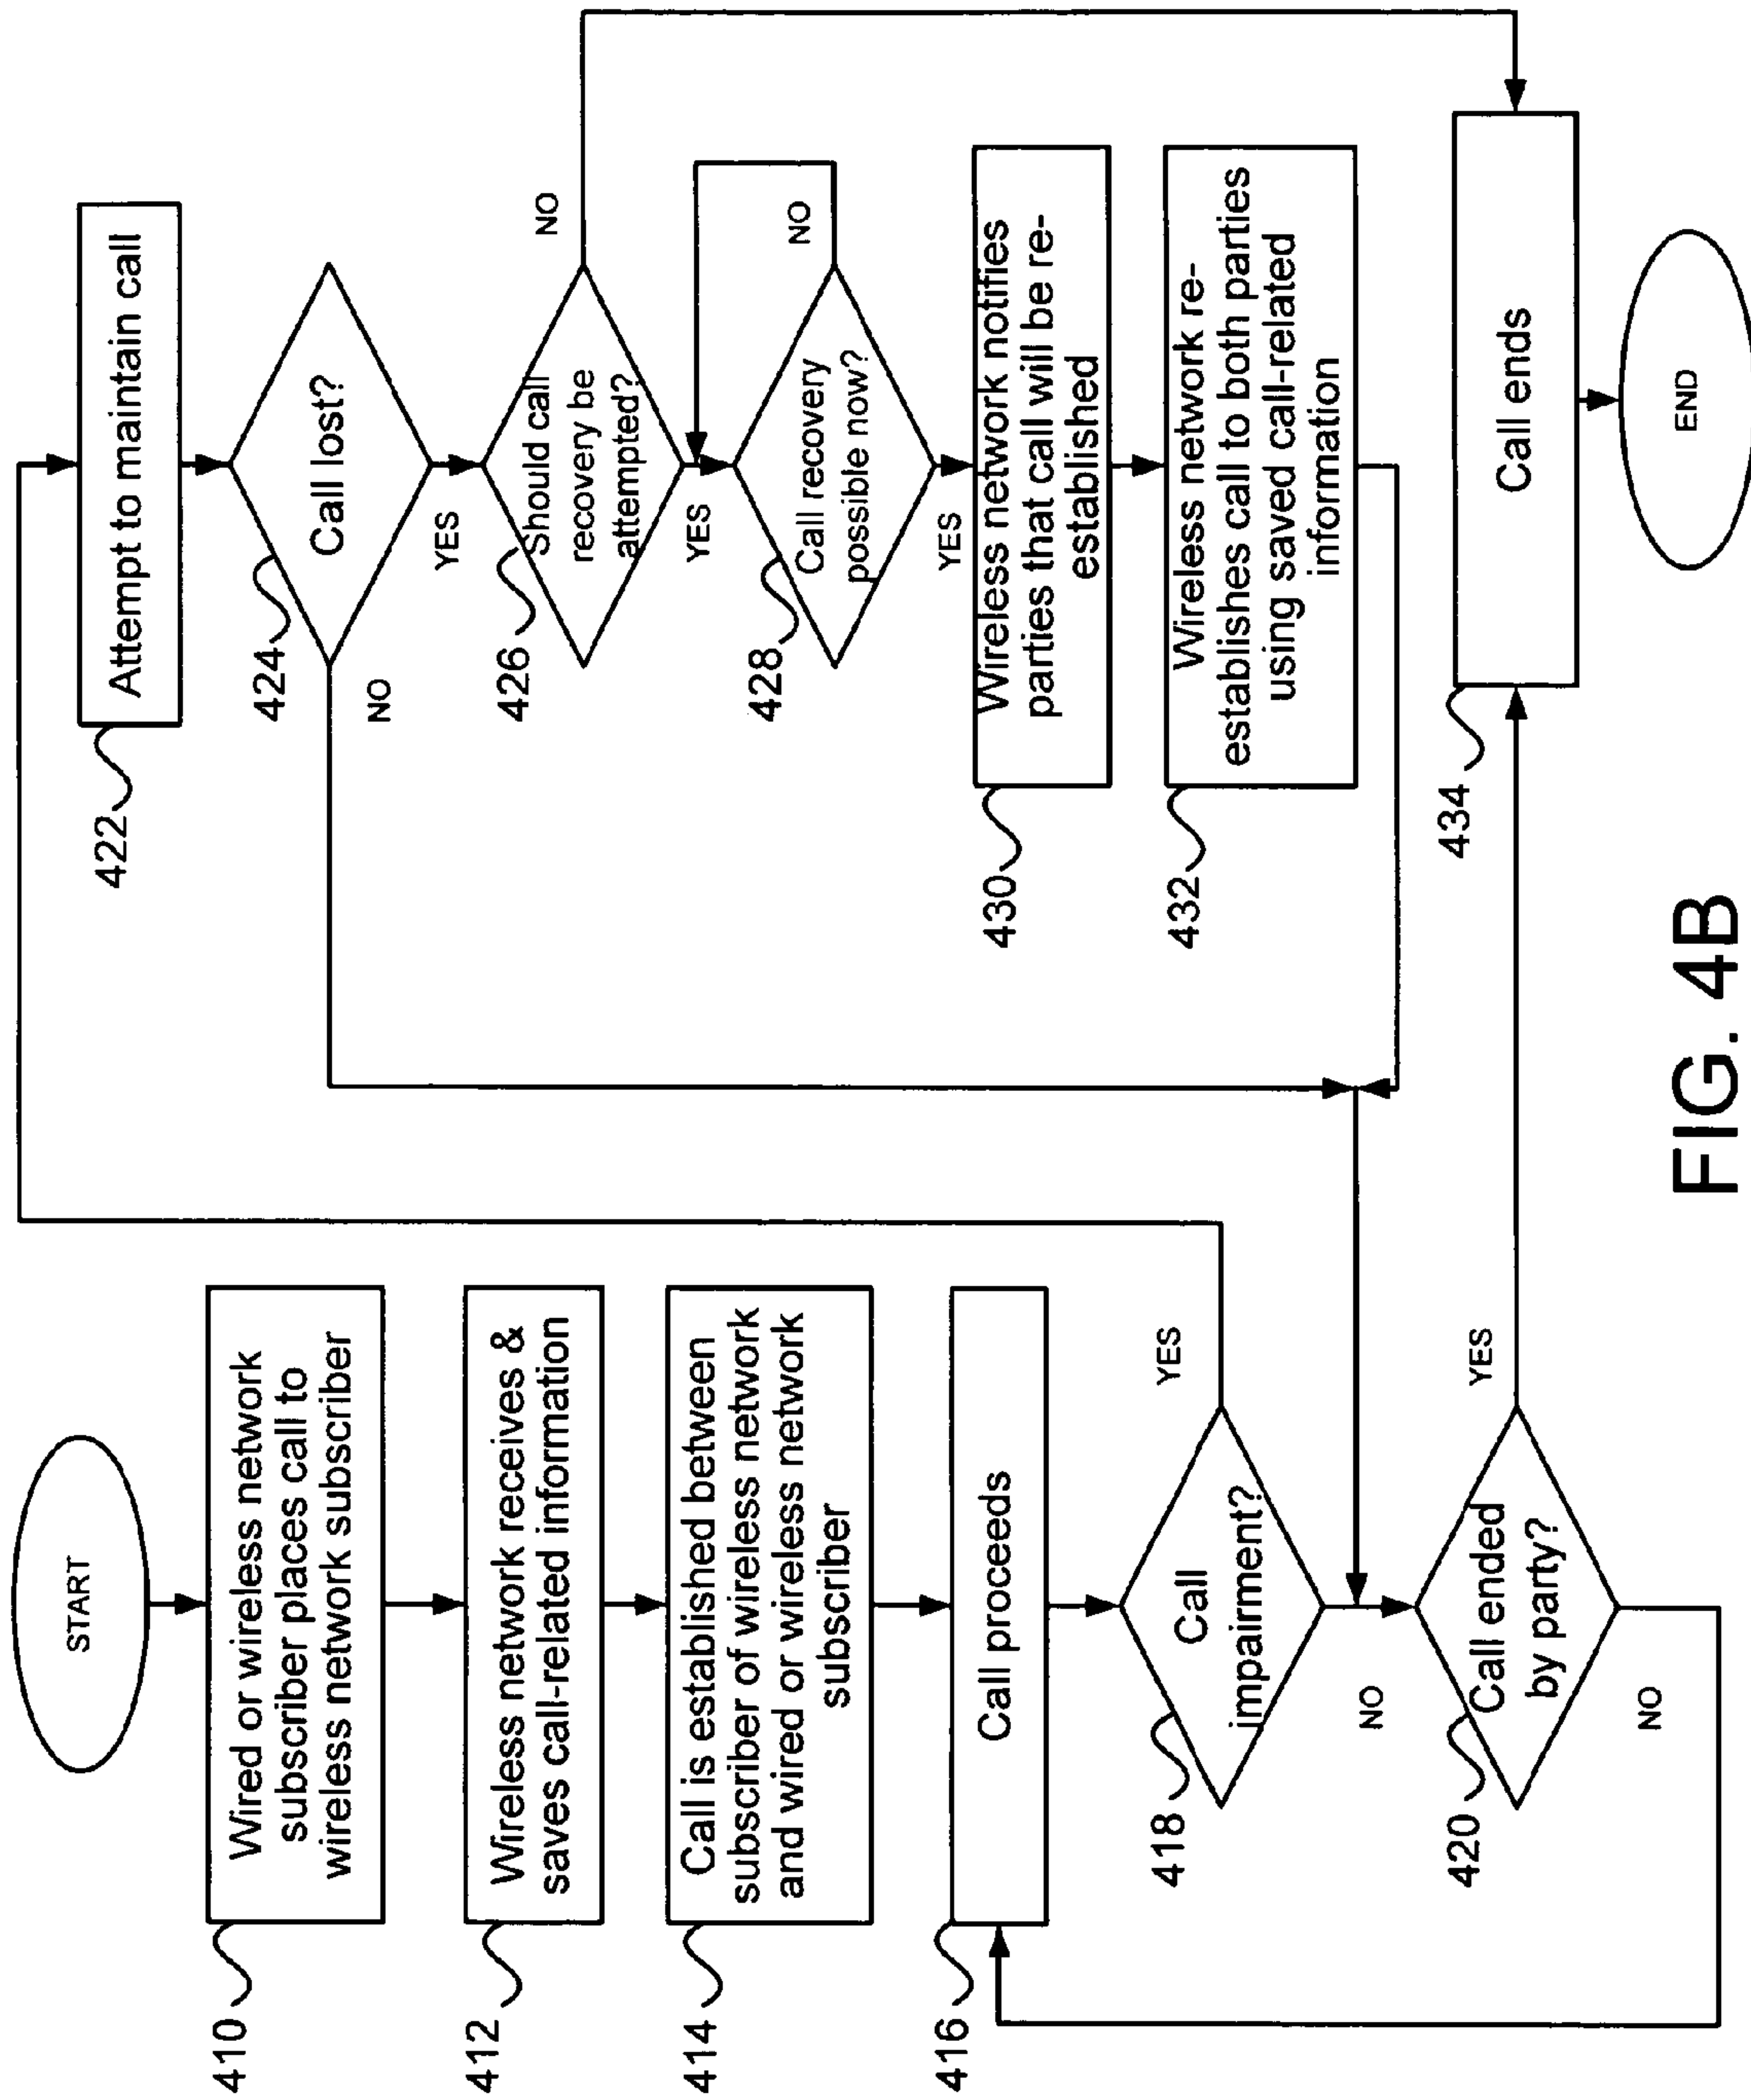 START
410
Wired or wireless network
subscriber places call to
wireless network subscriber
412
Wireless network receives &
saves call-related information
414
Call is established between
subscriber of wireless network
and wired or wireless network
subscriber
416
Call proceeds
418
Call
impairment?
YES
NO
420
Call ended
by party?
YES
NO
422
Attempt to maintain call
424
Call lost?
NO
YES
426
Should call
recovery be
attempted?
NO
YES
428
Call recovery
possible now?
NO
YES
430
Wireless network notifies
parties that call will be re-
established
432
Wireless network re-
establishes call to both parties
using saved call-related
information
434
Call ends
END
FIG. 4B